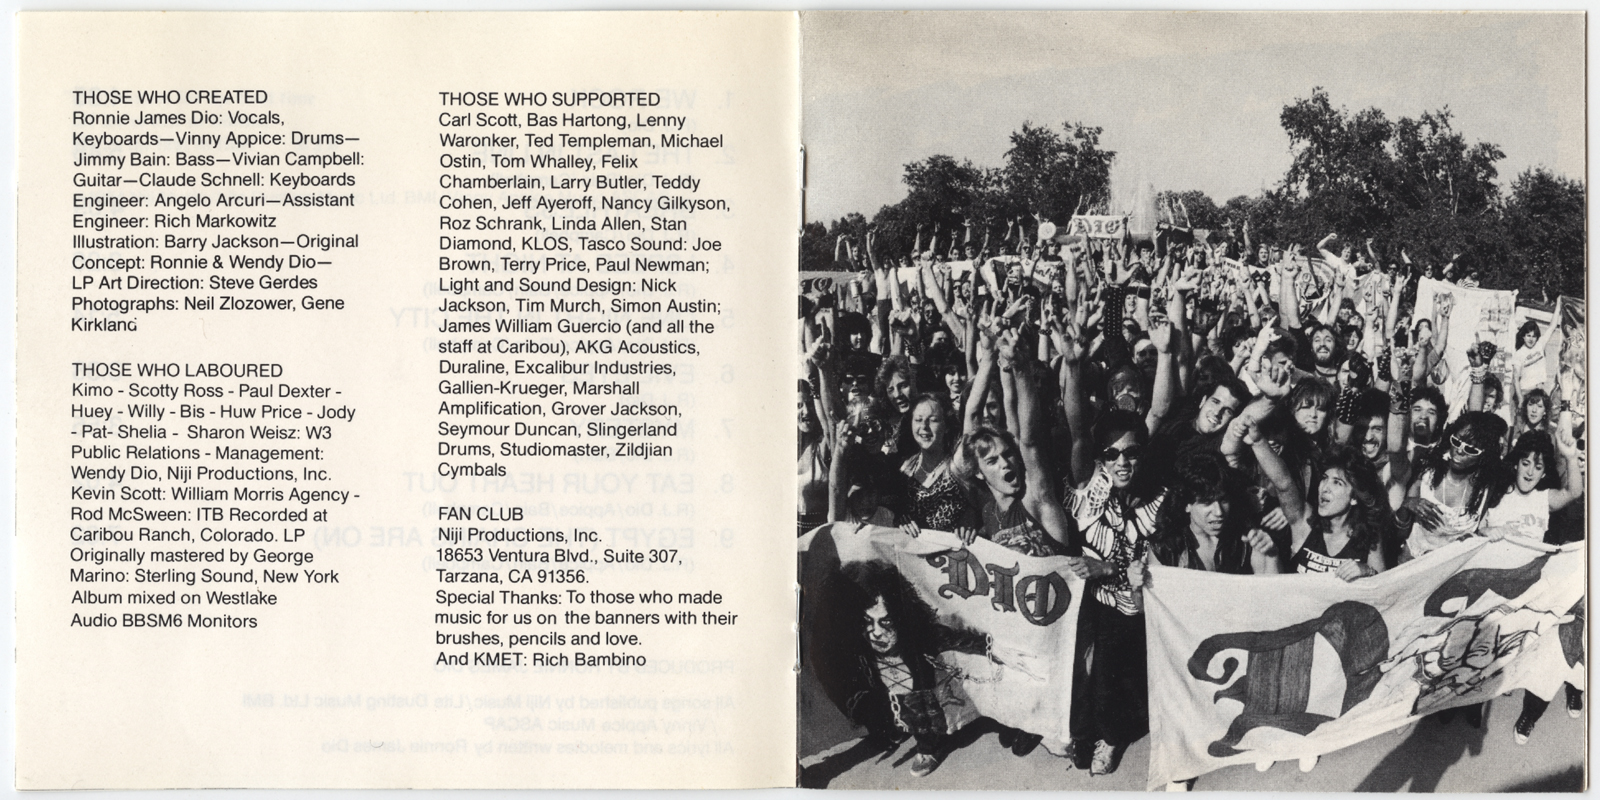 THOSE WHO CREATED
Ronnie James Dio: Vocals,
Keyboards—Vinny Appice: Drums—
Jimmy Bain: Bass—Vivian Campbell:
Guitar—Claude Schnell: Keyboards
Engineer: Angelo Arcuri—Assistant
Engineer: Rich Markowitz
Illustration: Barry Jackson—Original
Concept: Ronnie & Wendy Dio—
LP Art Direction: Steve Gerdes
Photographs: Neil Zlozower, Gene
Kirkland
THOSE WHO LABOURED
Kimo - Scotty Ross - Paul Dexter -
Huey - Willy - Bis - Huw Price - Jody
- Pat- Shelia - Sharon Weisz: W3
Public Relations - Management:
Wendy Dio, Niji Productions, Inc.
Kevin Scott: William Morris Agency -
Rod McSween: ITB Recorded at
Caribou Ranch, Colorado. LP
Originally mastered by George
Marino: Sterling Sound, New York
Album mixed on Westlake
Audio BBSM6 Monitors
THOSE WHO SUPPORTED
Carl Scott, Bas Hartong, Lenny
Waronker, Ted Templeman, Michael
Ostin, Tom Whalley, Felix
Chamberlain, Larry Butler, Teddy
Cohen, Jeff Ayeroff, Nancy Gilkyson,
Roz Schrank, Linda Allen, Stan
Diamond, KLOS, Tasco Sound: Joe
Brown, Terry Price, Paul Newman;
Light and Sound Design: Nick
Jackson, Tim Murch, Simon Austin;
James William Guercio (and all the
staff at Caribou), AKG Acoustics,
Duraline, Excalibur Industries,
Gallien-Krueger, Marshall
Amplification, Grover Jackson,
Seymour Duncan, Slingerland
Drums, Studiomaster, Zildjian
Cymbals
FAN CLUB
Niji Productions, Inc.
18653 Ventura Blvd., Suite 307,
Tarzana, CA 91356.
Special Thanks: To those who made
music for us on the banners with their
brushes, pencils and love.
And KMET: Rich Bambino
DIO
DIO
D